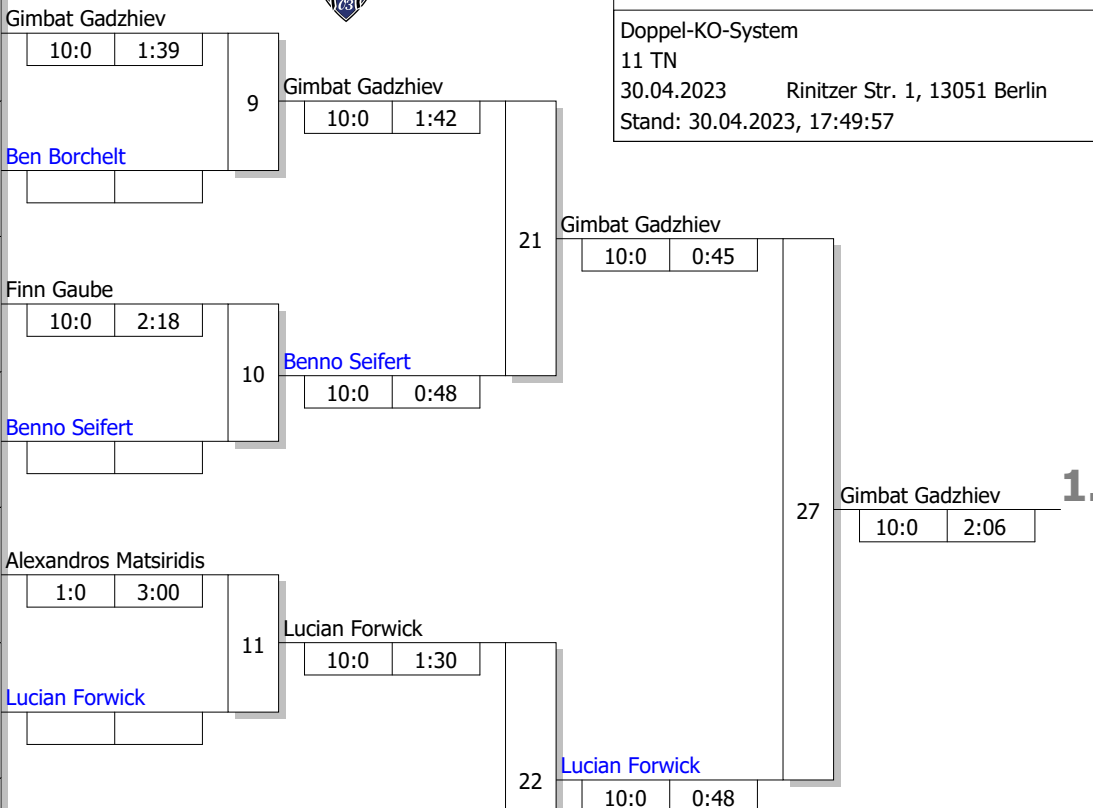 Gimbat Gadzhiev
10:0 1:39
9
Ben Borchelt
Gimbat Gadzhiev
10:0 1:42
Doppel-KO-System
11 TN
30.04.2023 Rinitzer Str. 1, 13051 Berlin
Stand: 30.04.2023, 17:49:57
21
Gimbat Gadzhiev
10:0 0:45
Finn Gaube
10:0 2:18
10
Benno Seifert
10:0 0:48
Benno Seifert
27
Gimbat Gadzhiev 1.
10:0 2:06
Alexandros Matsiridis
1:0 3:00
11
Lucian Forwick
10:0 1:30
Lucian Forwick
22
Lucian Forwick
10:0 0:48